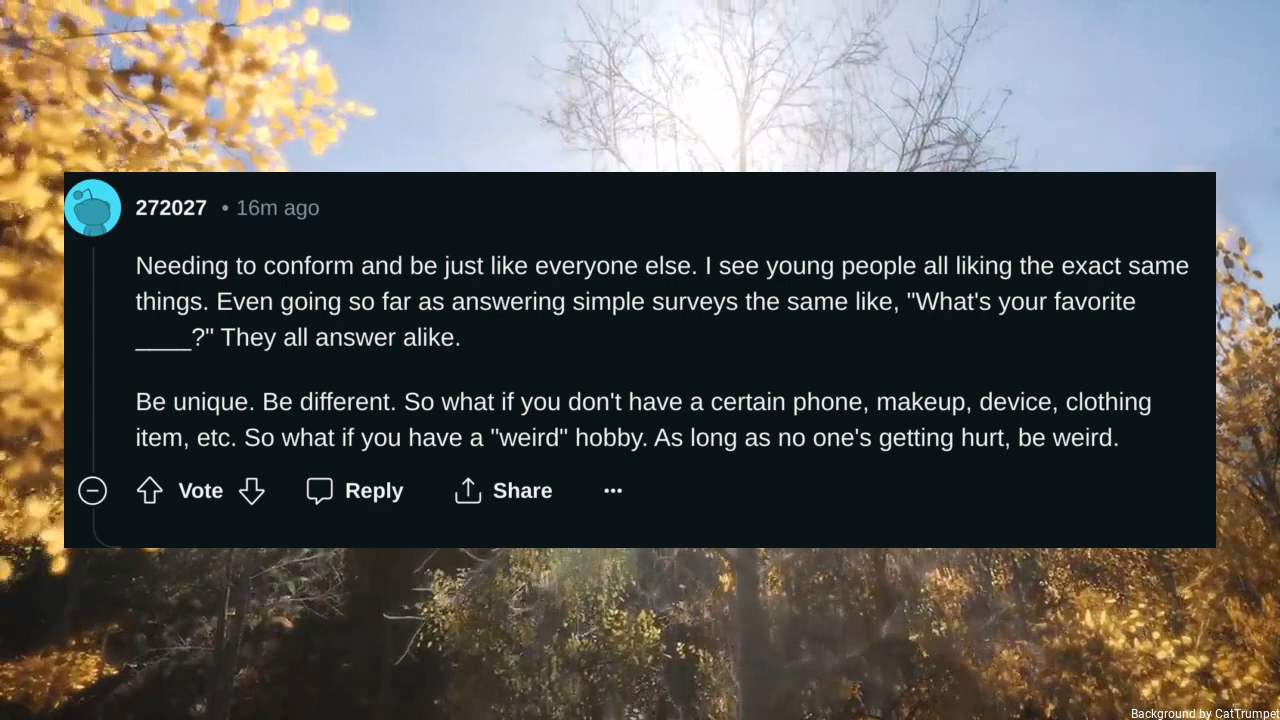 272027 • 16m ago
Needing to conform and be just like everyone else. I see young people all liking the exact same
things. Even going so far as answering simple surveys the same like, "What's your favorite
____?" They all answer alike.
Be unique. Be different. So what if you don't have a certain phone, makeup, device, clothing
item, etc. So what if you have a "weird" hobby. As long as no one's getting hurt, be weird.
Vote Reply Share ...
Background by CatTrumpet